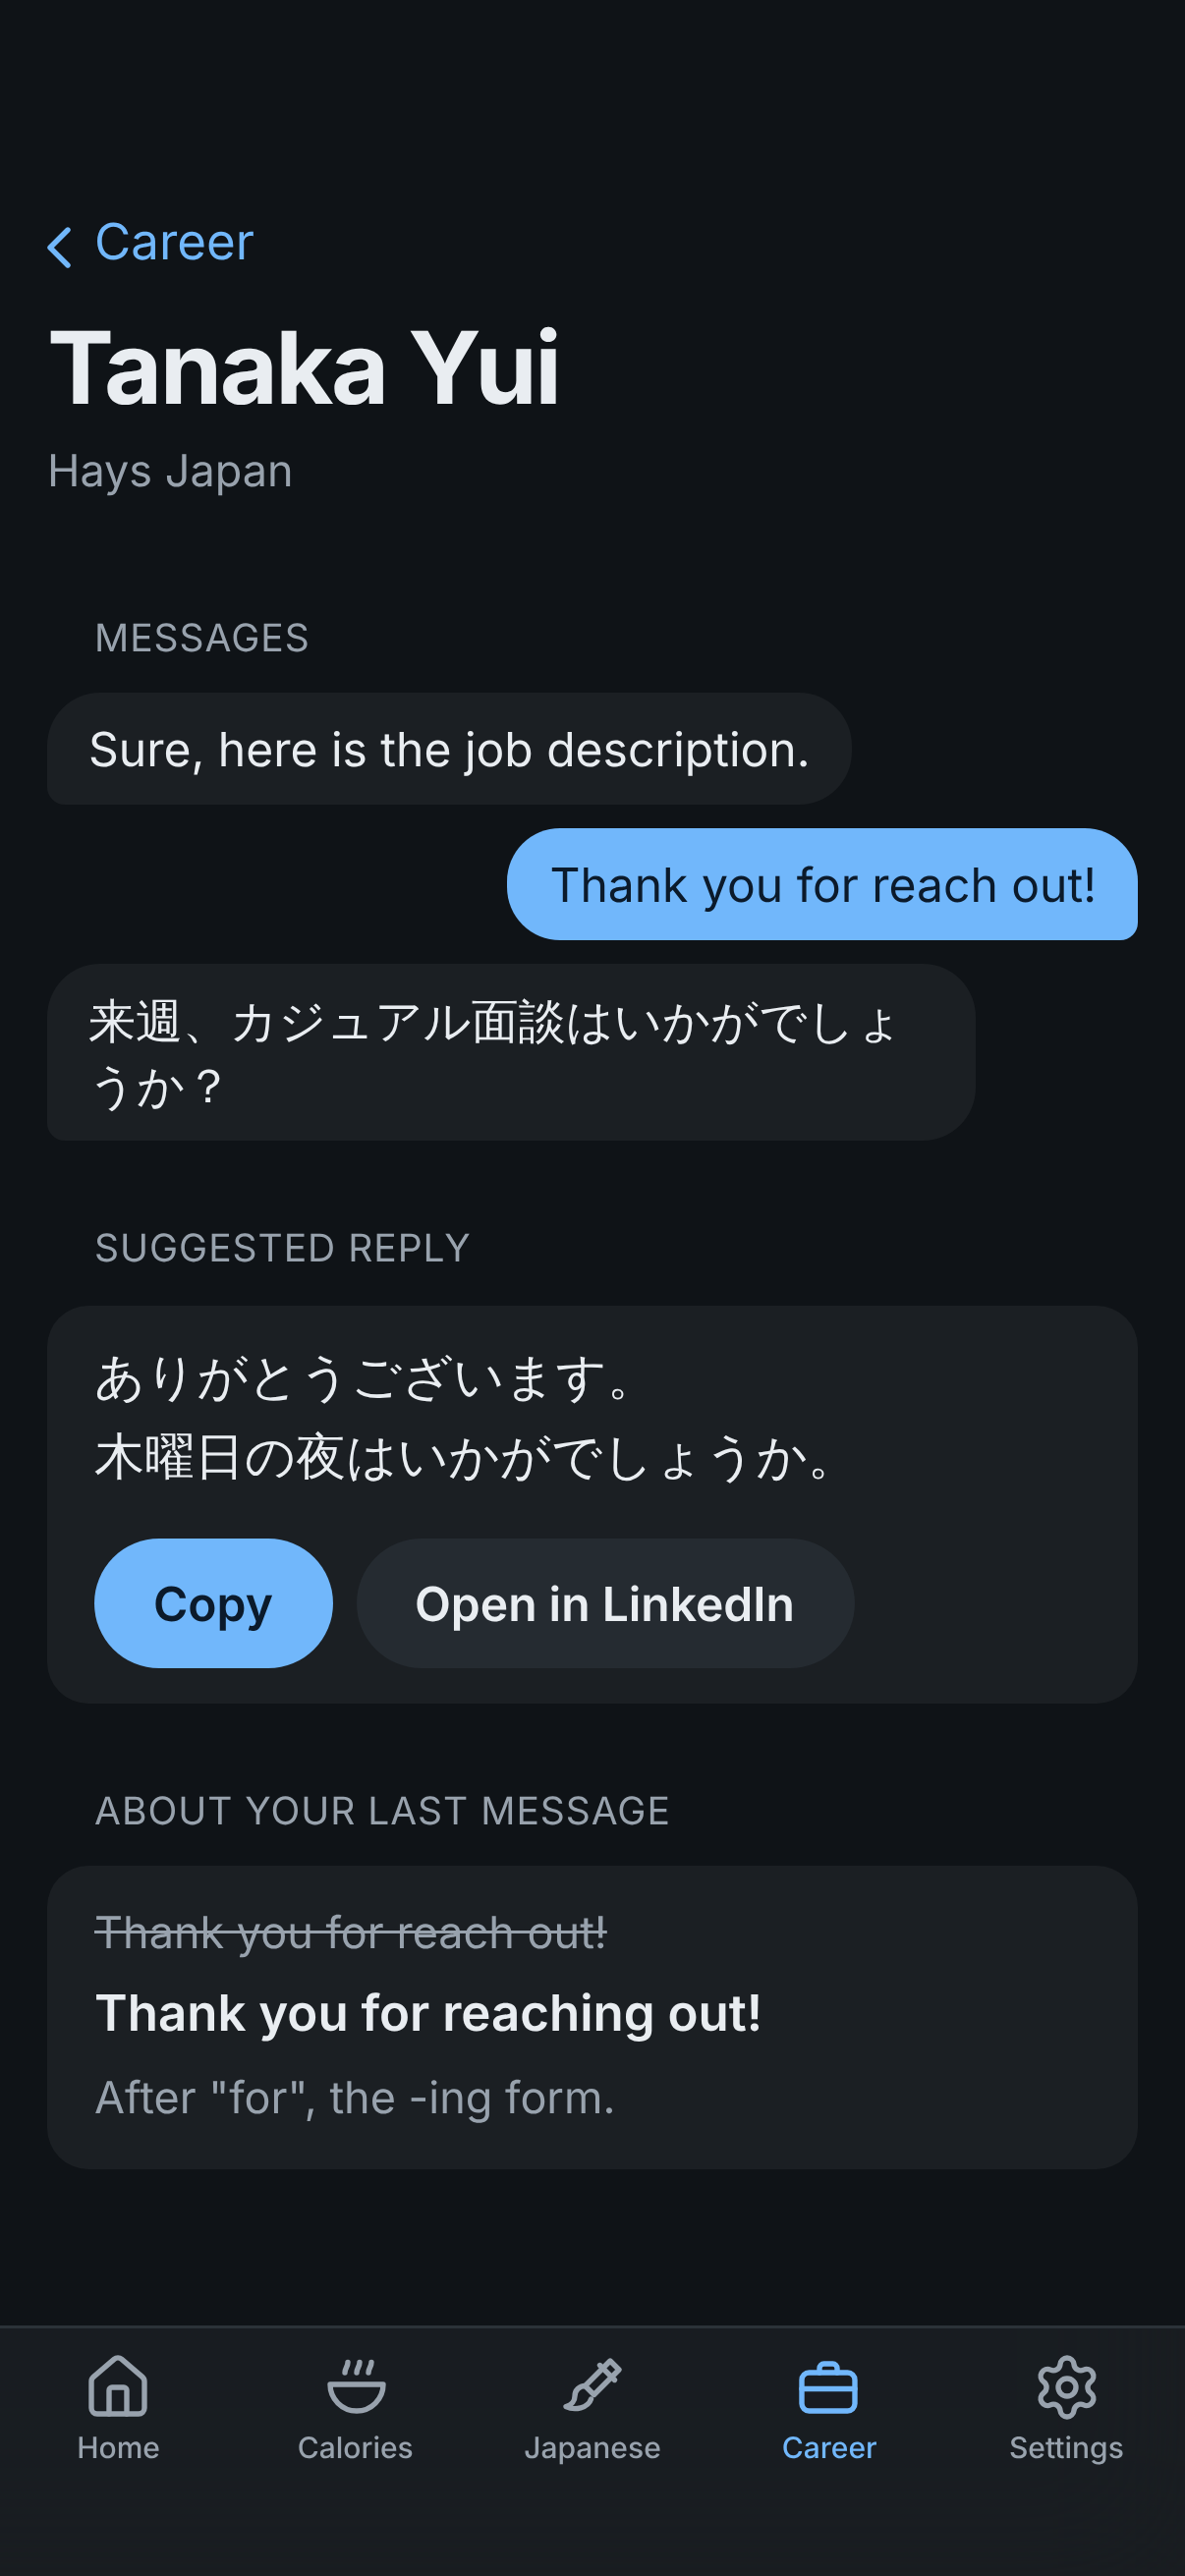 Career
Tanaka Yui
Hays Japan
MESSAGES
Sure, here is the job description.
Thank you for reach out!
来週、カジュアル面談はいかがでしょ
うか？
SUGGESTED REPLY
ありがとうございます。
木曜日の夜はいかがでしょうか。
Copy
Open in LinkedIn
ABOUT YOUR LAST MESSAGE
Thank you for reach out!
Thank you for reaching out!
After "for", the -ing form.
Home
Calories
Japanese
Career
Settings